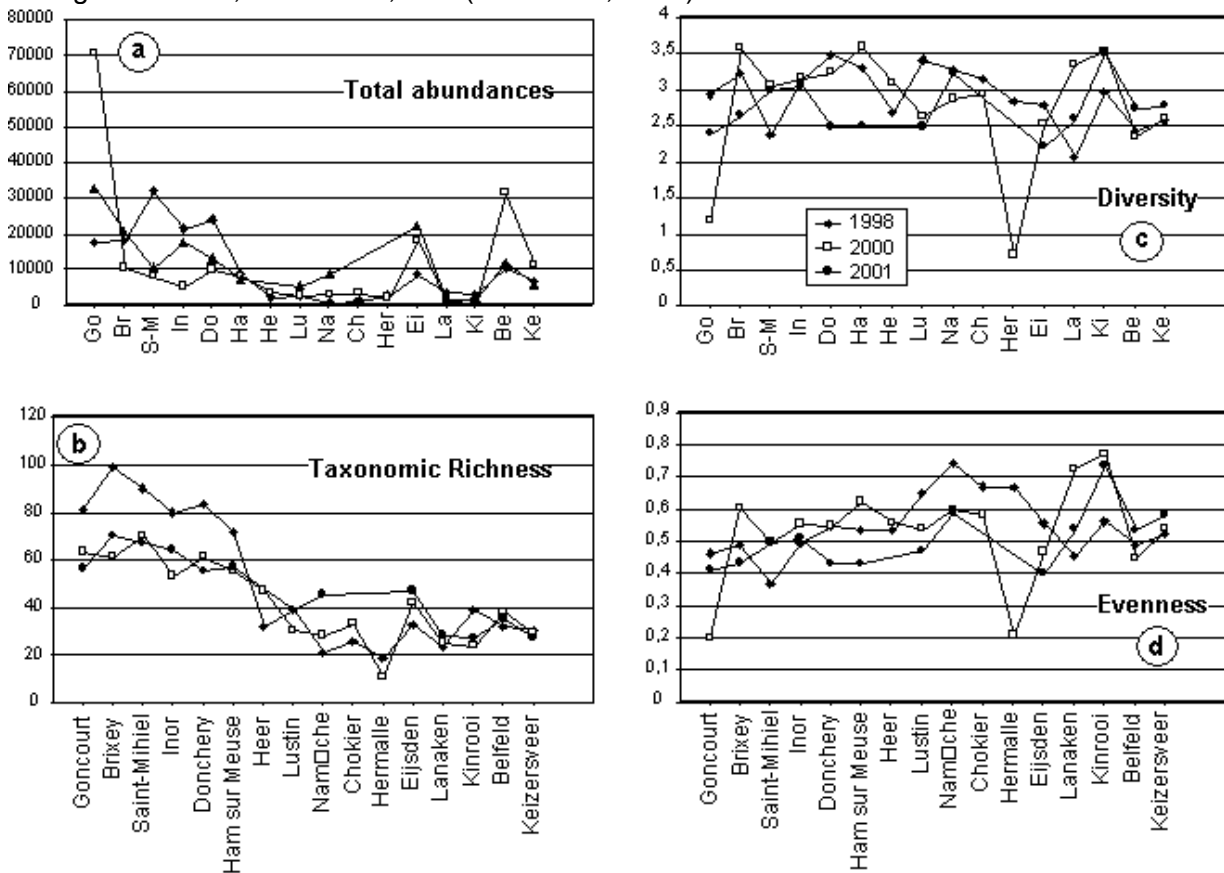 a
Total abundances
80000
70000
60000
50000
40000
30000
20000
10000
0
Go
Br
S-M
In
Do
Ha
He
Lu
Na
Ch
Her
Ei
La
Ki
Be
Ke
c
Diversity
4
3,5
3
2,5
2
1,5
1
0,5
0
1998
2000
2001
Go
Br
S-M
In
Do
Ha
He
Lu
Na
Ch
Her
Ei
La
Ki
Be
Ke
b
Taxonomic Richness
120
100
80
60
40
20
0
Goncourt
Brixey
Saint-Mihiel
Inor
Donchery
Ham sur Meuse
Heer
Lustin
Nam□che
Chokier
Hermalle
Eijsden
Lanaken
Kinrooi
Belfeld
Keizersveer
d
Evenness
0,9
0,8
0,7
0,6
0,5
0,4
0,3
0,2
0,1
0
Goncourt
Brixey
Saint-Mihiel
Inor
Donchery
Ham sur Meuse
Heer
Lustin
Nam□che
Chokier
Hermalle
Eijsden
Lanaken
Kinrooi
Belfeld
Keizersveer